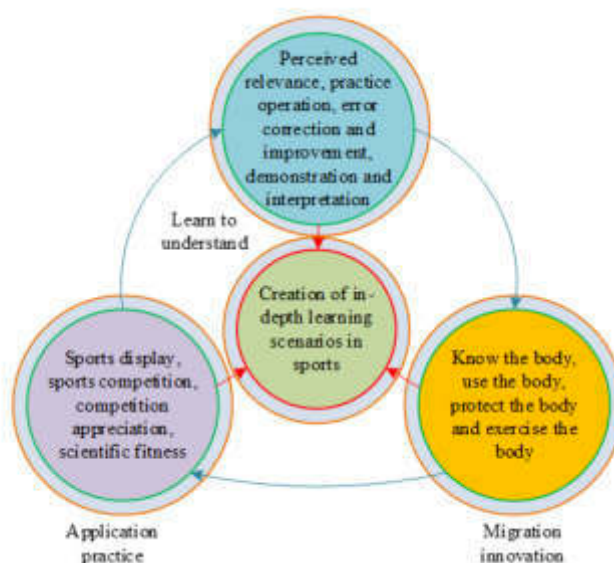 Perceived
relevance, practice
operation, error
correction and
improvement,
demonstration and
interpretation
Learn to
understand
Creation of in-
depth learning
scenarios in
sports
Sports display,
sports competition,
competition
appreciation,
scientific fitness
Know the body,
use the body,
protect the body
and exercise the
body
Application
practice
Migration
innovation